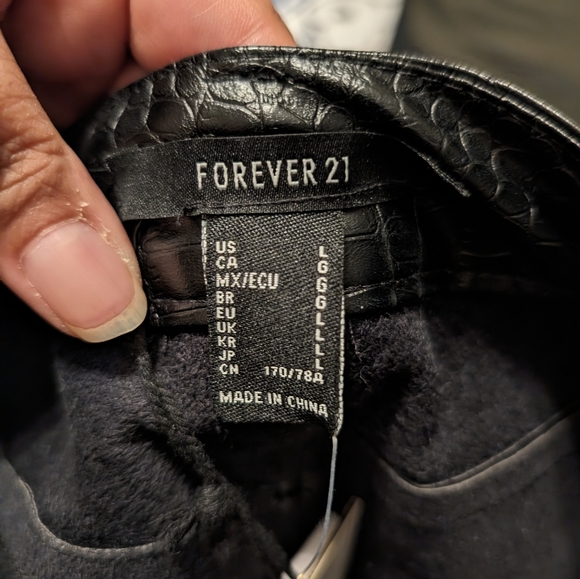 FOREVER 21
US L
CA G
MX/ECU G
BR G
EU L
UK L
KR L
JP L
CN 170/78A
MADE IN CHINA